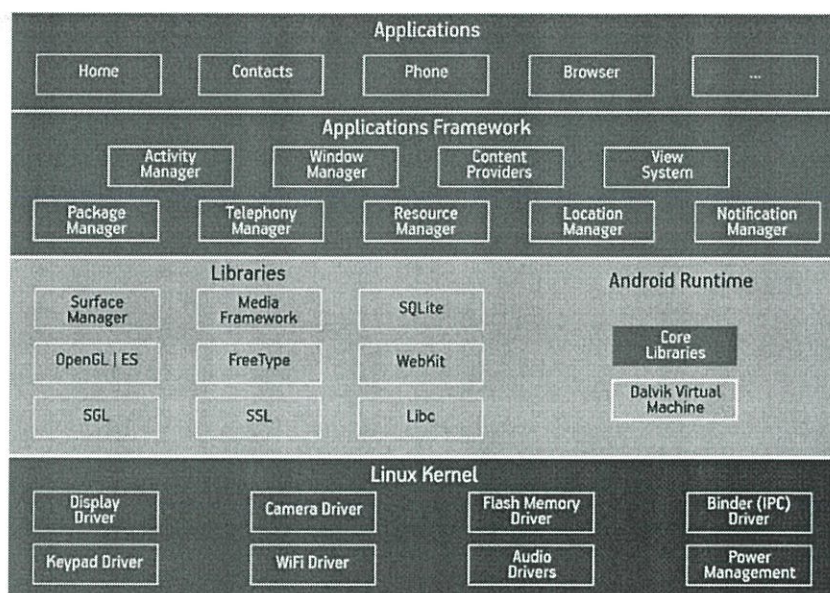 Applications
Home
Contacts
Phone
Browser
...
Applications Framework
Activity
Manager
Window
Manager
Content
Providers
View
System
Package
Manager
Telephony
Manager
Resource
Manager
Location
Manager
Notification
Manager
Libraries
Surface
Manager
Media
Framework
SQLite
OpenGL | ES
FreeType
WebKit
SGL
SSL
Libc
Android Runtime
Core
Libraries
Dalvik Virtual
Machine
Linux Kernel
Display
Driver
Camera Driver
Flash Memory
Driver
Binder (IPC)
Driver
Keypad Driver
WiFi Driver
Audio
Drivers
Power
Management